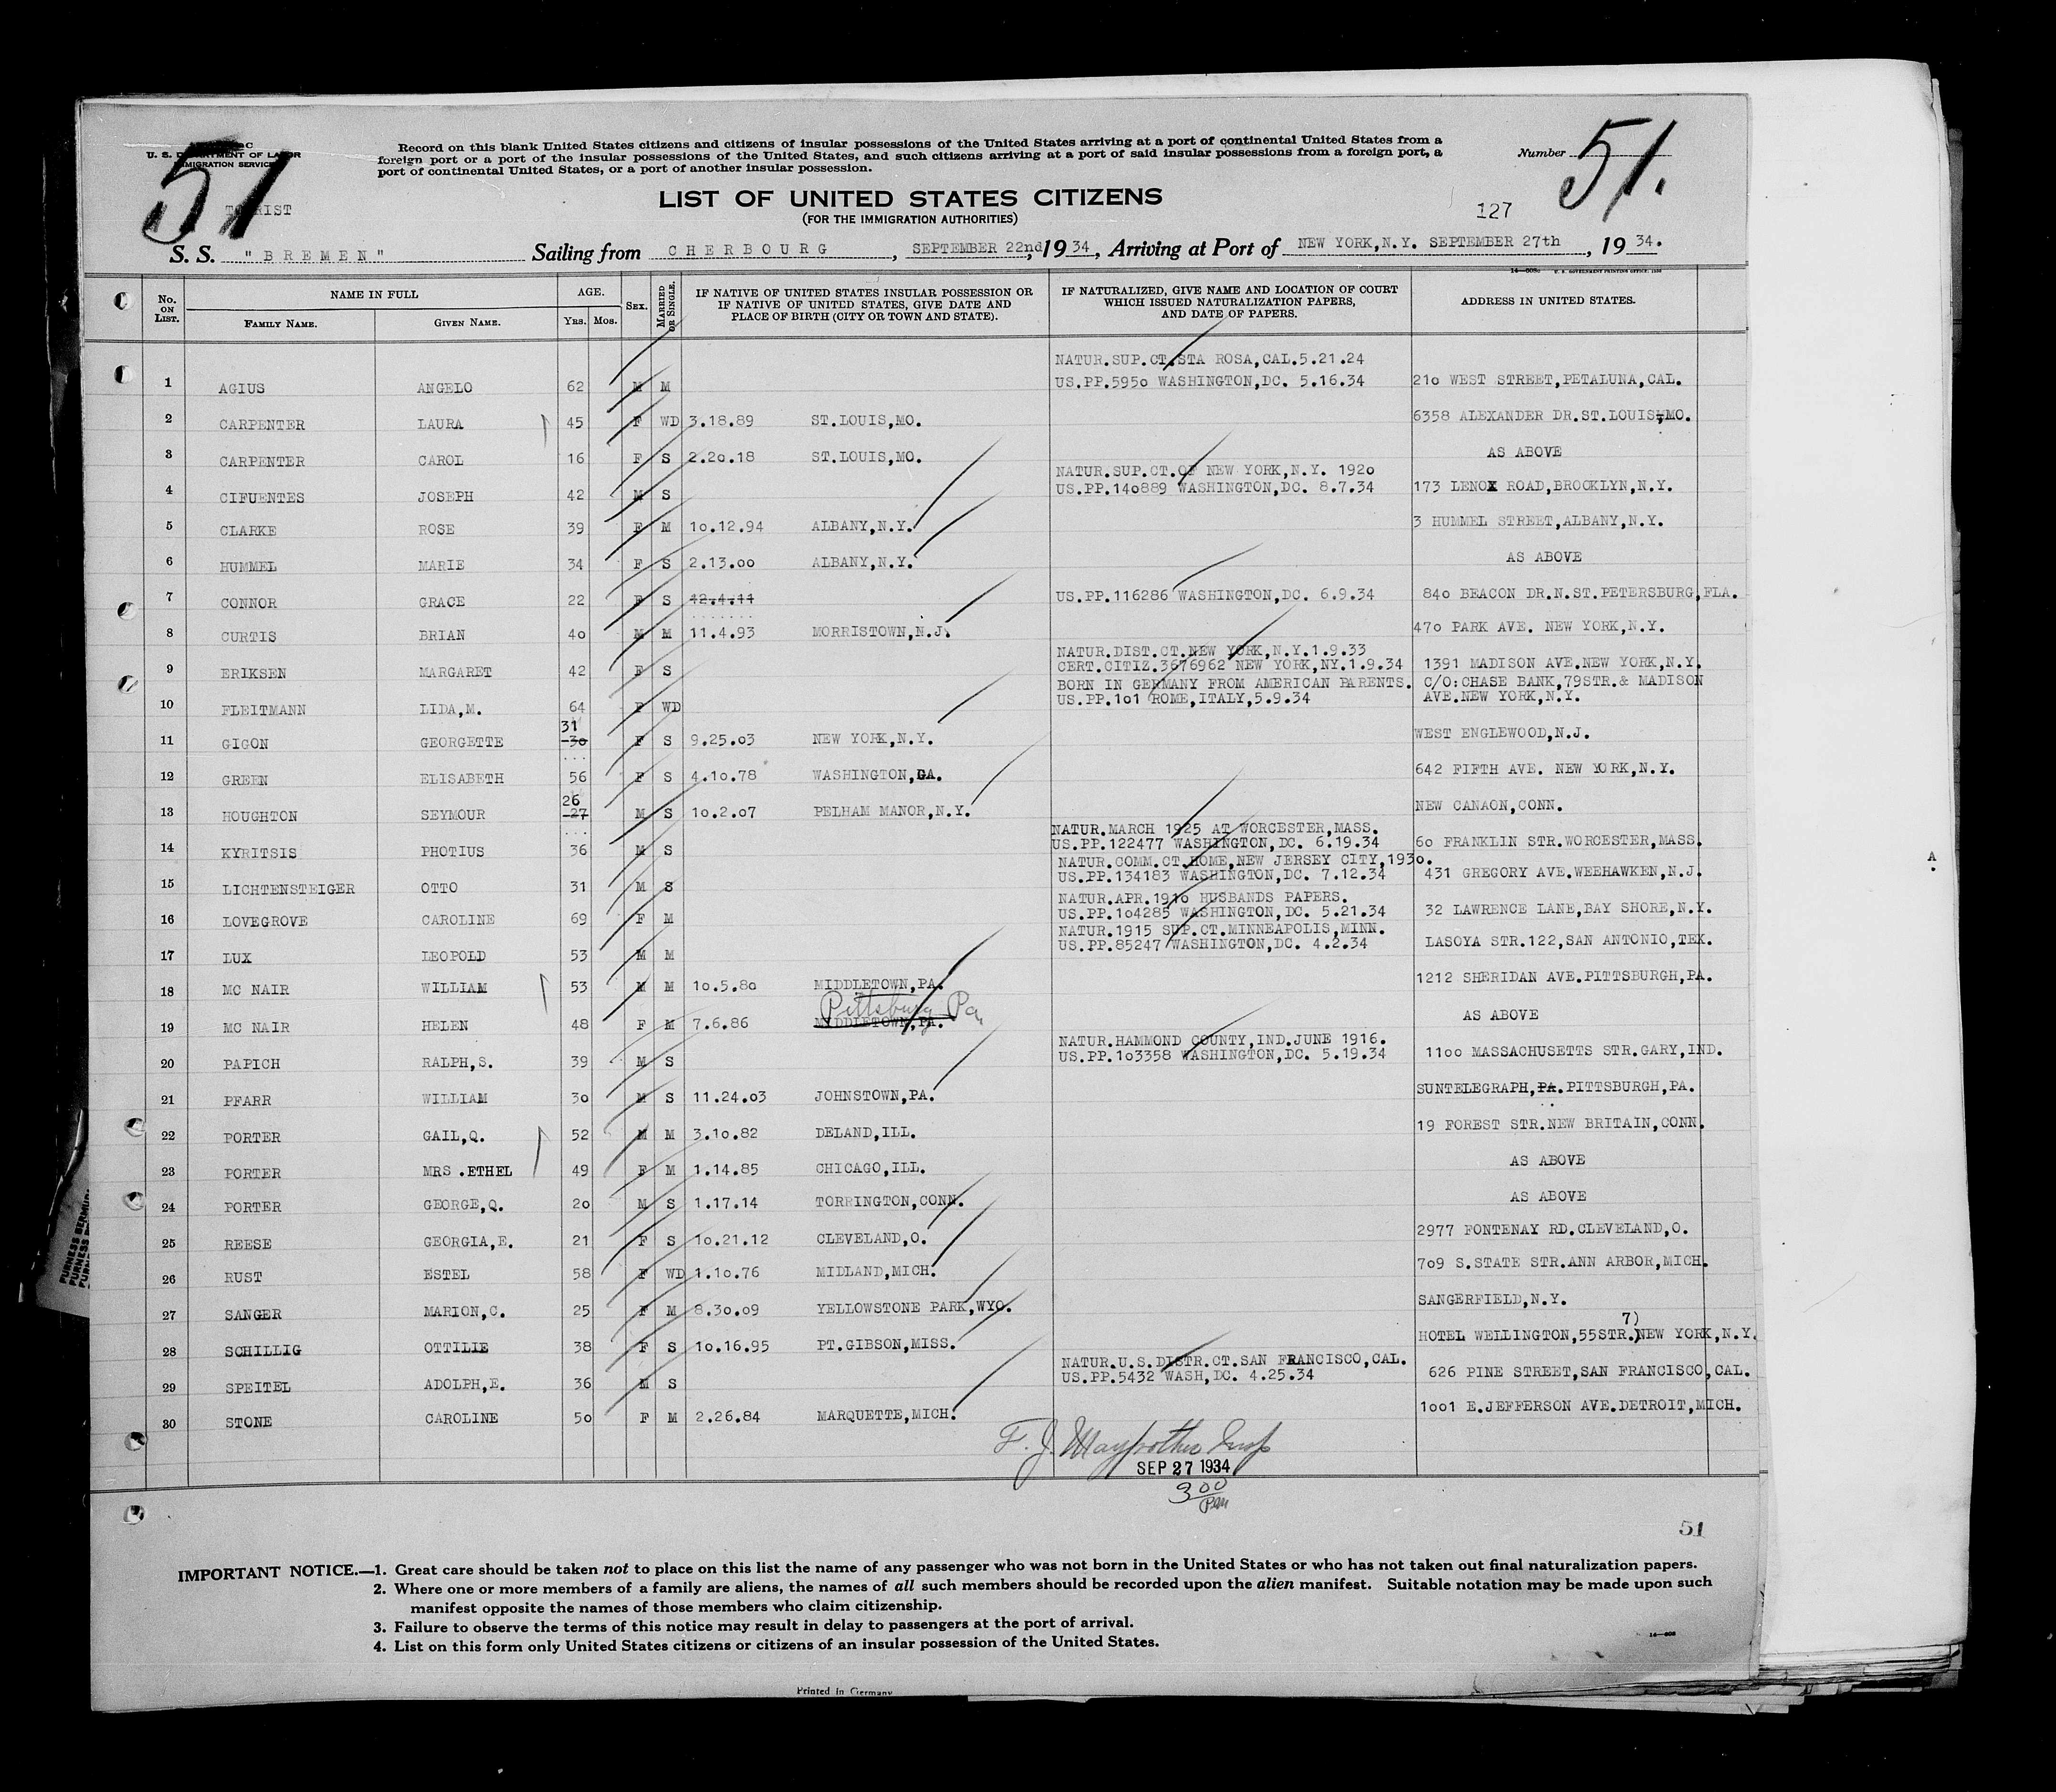 U. S. DEPARTMENT OF LABOR
IMMIGRATION SERVICE
51
TOURIST
Record on this blank United States citizens and citizens of insular possessions of the United States arriving at a port of continental United States from a
foreign port or a port of the insular possessions of the United States, and such citizens arriving at a port of said insular possessions from a foreign port, a
port of continental United States, or a port of another insular possession.
Number 51.
LIST OF UNITED STATES CITIZENS
(FOR THE IMMIGRATION AUTHORITIES)
127
S. S. "BREMEN" Sailing from CHERBOURG, SEPTEMBER 22nd, 1934, Arriving at Port of NEW YORK,N.Y. SEPTEMBER 27th, 1934.
No. ON LIST. NAME IN FULL FAMILY NAME. GIVEN NAME. AGE. YRS. MOS. SEX. MARRIED OR SINGLE. IF NATIVE OF UNITED STATES INSULAR POSSESSION OR IF NATIVE OF UNITED STATES, GIVE DATE AND PLACE OF BIRTH (CITY OR TOWN AND STATE). IF NATURALIZED, GIVE NAME AND LOCATION OF COURT WHICH ISSUED NATURALIZATION PAPERS, AND DATE OF PAPERS. ADDRESS IN UNITED STATES.
NATUR.SUP.CT.STA ROSA,CAL.5.21.24
1 AGIUS ANGELO 62 M M US.PP.5950 WASHINGTON,DC. 5.16.34 210 WEST STREET,PETALUNA,CAL.
2 CARPENTER LAURA 45 F WD 3.18.89 ST.LOUIS,MO. 6358 ALEXANDER DR.ST.LOUIS,MO.
3 CARPENTER CAROL 16 F S 2.20.18 ST.LOUIS,MO. AS ABOVE
NATUR.SUP.CT.OF NEW YORK,N.Y. 1920
4 CIFUENTES JOSEPH 42 M S US.PP.140889 WASHINGTON,DC. 8.7.34 173 LENOX ROAD,BROOKLYN,N.Y.
5 CLARKE ROSE 39 F M 10.12.94 ALBANY,N.Y. 3 HUMMEL STREET,ALBANY,N.Y.
6 HUMMEL MARIE 34 F S 2.13.00 ALBANY,N.Y. AS ABOVE
7 CONNOR GRACE 22 F S 12.4.11 US.PP.116286 WASHINGTON,DC. 6.9.34 840 BEACON DR.N.ST.PETERSBURG,FLA.
8 CURTIS BRIAN 40 M M 11.4.93 MORRISTOWN,N.J. 470 PARK AVE. NEW YORK,N.Y.
NATUR.DIST.CT.NEW YORK,N.Y.1.9.33
9 ERIKSEN MARGARET 42 F S CERT.CITIZ.3676962 NEW YORK,NY.1.9.34 1391 MADISON AVE.NEW YORK,N.Y.
BORN IN GERMANY FROM AMERICAN PARENTS. C/O:CHASE BANK,79STR.& MADISON
10 FLEITMANN LIDA,M. 64 F WD US.PP.101 ROME,ITALY,5.9.34 AVE.NEW YORK,N.Y.
31
11 GIGON GEORGETTE 30 F S 9.25.03 NEW YORK,N.Y. WEST ENGLEWOOD,N.J.
12 GREEN ELISABETH 56 F S 4.10.78 WASHINGTON,GA. 642 FIFTH AVE. NEW YORK,N.Y.
26
13 HOUGHTON SEYMOUR 27 M S 10.2.07 PELHAM MANOR,N.Y. NEW CANAON,CONN.
NATUR.MARCH 1925 AT WORCESTER,MASS.
14 KYRITSIS PHOTIUS 36 M S US.PP.122477 WASHINGTON,DC. 6.19.34 60 FRANKLIN STR.WORCESTER,MASS.
NATUR.COMM.CT.HOME,NEW JERSEY CITY,1930.
15 LICHTENSTEIGER OTTO 31 M S US.PP.134183 WASHINGTON,DC. 7.12.34 431 GREGORY AVE.WEEHAWKEN,N.J.
NATUR.APR.1910 HUSBANDS PAPERS.
16 LOVEGROVE CAROLINE 69 F M US.PP.104285 WASHINGTON,DC. 5.21.34 32 LAWRENCE LANE,BAY SHORE,N.Y.
NATUR.1915 SUP.CT.MINNEAPOLIS,MINN.
17 LUX LEOPOLD 53 M M US.PP.85247 WASHINGTON,DC. 4.2.34 LASOYA STR.122,SAN ANTONIO,TEX.
18 MC NAIR WILLIAM 53 M M 10.5.80 MIDDLETOWN,PA. 1212 SHERIDAN AVE.PITTSBURGH,PA.
Pittsburg Pa
19 MC NAIR HELEN 48 F M 7.6.86 MIDDLETOWN,PA. AS ABOVE
NATUR.HAMMOND COUNTY,IND.JUNE 1916.
20 PAPICH RALPH,S. 39 M S US.PP.103358 WASHINGTON,DC. 5.19.34 1100 MASSACHUSETTS STR.GARY,IND.
21 PFARR WILLIAM 30 M S 11.24.03 JOHNSTOWN,PA. SUNTELEGRAPH,PA.PITTSBURGH,PA.
22 PORTER GAIL,Q. 52 M M 3.10.82 DELAND,ILL. 19 FOREST STR.NEW BRITAIN,CONN.
23 PORTER MRS.ETHEL 49 F M 1.14.85 CHICAGO,ILL. AS ABOVE
24 PORTER GEORGE,Q. 20 M S 1.17.14 TORRINGTON,CONN. AS ABOVE
25 REESE GEORGIA,E. 21 F S 10.21.12 CLEVELAND,O. 2977 FONTENAY RD.CLEVELAND,O.
26 RUST ESTEL 58 F WD 1.10.76 MIDLAND,MICH. 709 S.STATE STR.ANN ARBOR,MICH.
27 SANGER MARION,C. 25 F M 8.30.09 YELLOWSTONE PARK,WYO. SANGERFIELD,N.Y.
7)
28 SCHILLIG OTTILIE 38 F S 10.16.95 PT.GIBSON,MISS. HOTEL WELLINGTON,55STR.)NEW YORK,N.Y.
NATUR.U.S.DISTR.CT.SAN FRANCISCO,CAL.
29 SPEITEL ADOLPH,E. 36 M S US.PP.5432 WASH,DC. 4.25.34 626 PINE STREET,SAN FRANCISCO,CAL.
30 STONE CAROLINE 50 F M 2.26.84 MARQUETTE,MICH. 1001 E.JEFFERSON AVE.DETROIT,MICH.
F. J. Insp
SEP 27 1934
3 00
51
IMPORTANT NOTICE.—1. Great care should be taken not to place on this list the name of any passenger who was not born in the United States or who has not taken out final naturalization papers.
2. Where one or more members of a family are aliens, the names of all such members should be recorded upon the alien manifest. Suitable notation may be made upon such
manifest opposite the names of those members who claim citizenship.
3. Failure to observe the terms of this notice may result in delay to passengers at the port of arrival.
4. List on this form only United States citizens or citizens of an insular possession of the United States.
Printed in Germany